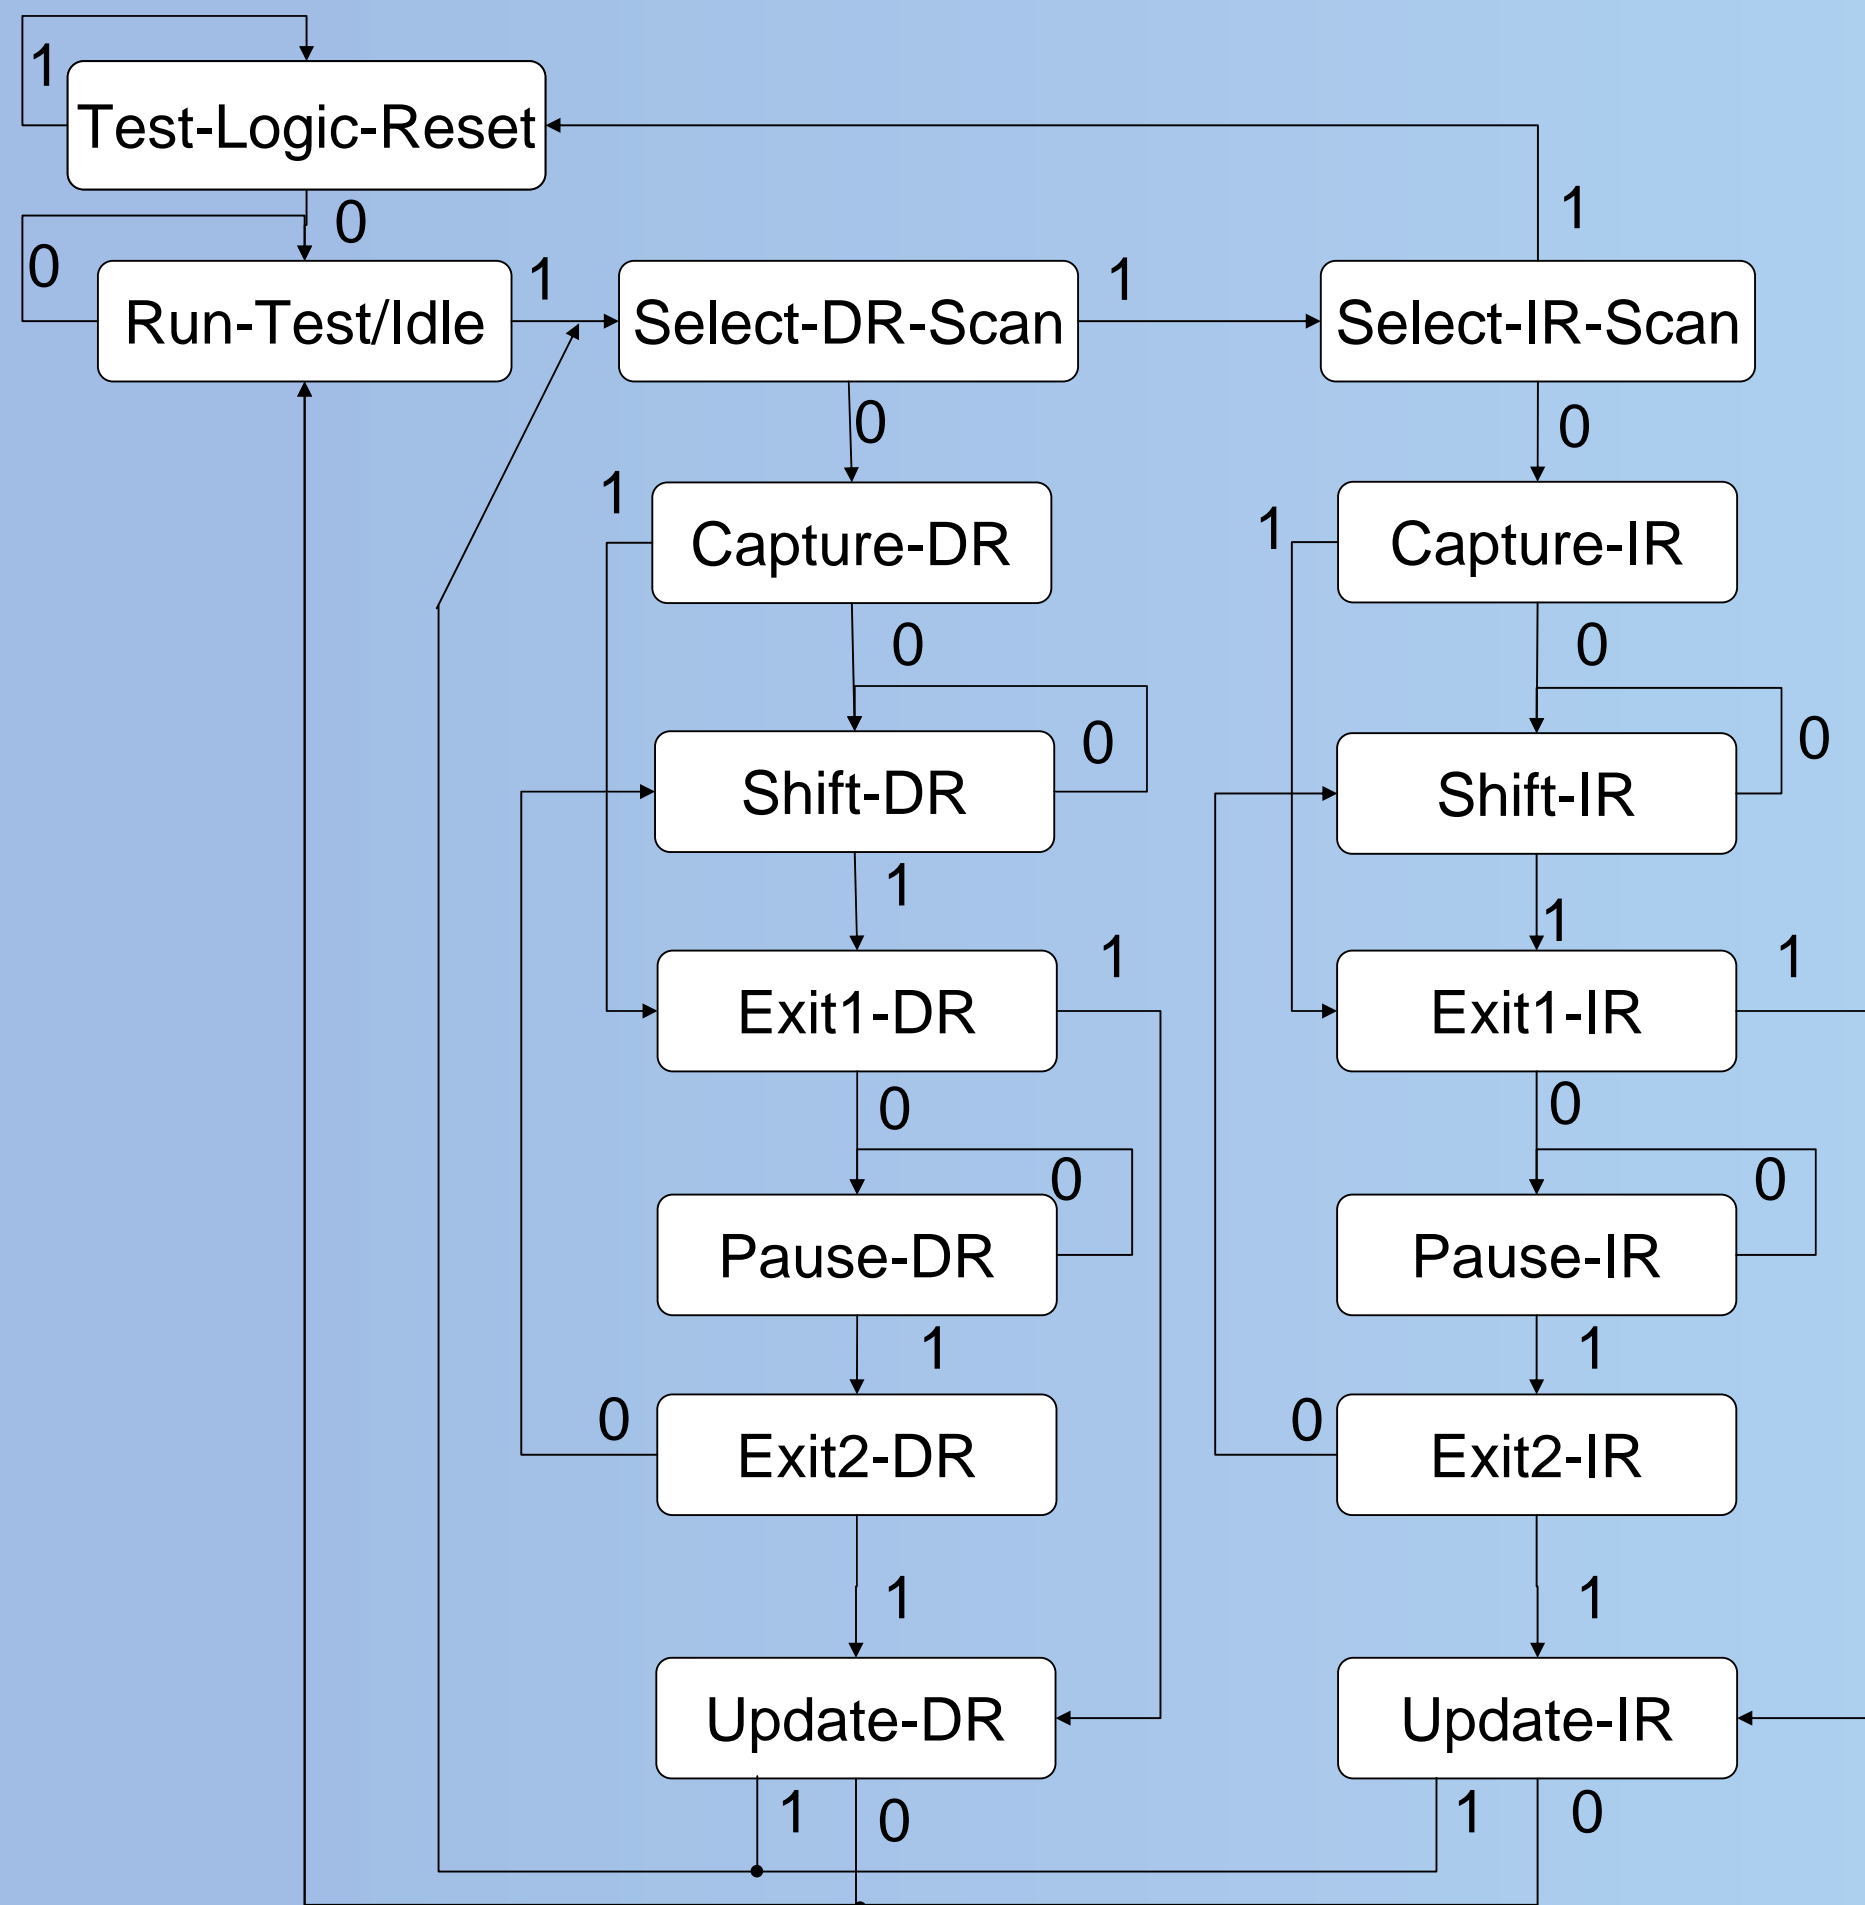 1
Test-Logic-Reset
1
0
0
Run-Test/Idle
1
Select-DR-Scan
1
Select-IR-Scan
0
0
1
Capture-DR
1
Capture-IR
0
0
0
0
Shift-DR
Shift-IR
1
1
1
1
Exit1-DR
Exit1-IR
0
0
0
0
Pause-DR
Pause-IR
1
1
0
0
Exit2-DR
Exit2-IR
1
1
Update-DR
Update-IR
1
0
1
0